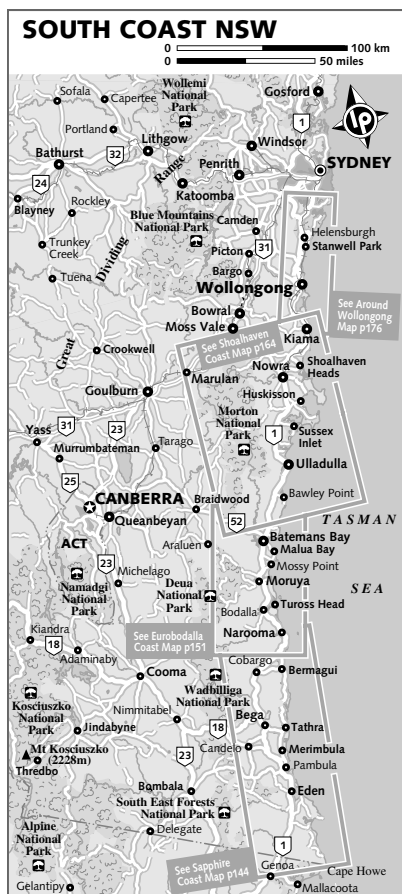 SOUTH COAST NSW
0 100 km
0 50 miles
Wollemi
National
Park
Gosford
Sofala
Capertee
1
LP
Portland
Lithgow
Windsor
32
Bathurst
Range
Penrith
SYDNEY
24
Katoomba
Blayney
Rockley
Blue Mountains
National Park
Camden
Helensburgh
Trunkey
Creek
Dividing
31
Stanwell Park
Picton
Tuena
Bargo
Wollongong
See Around
Wollongong
Map p176
Bowral
Moss Vale
See Shoalhaven
Coast Map p164
Kiama
Great
Crookwell
Shoalhaven
Heads
Marulan
Nowra
Goulburn
Huskisson
Morton
National
Park
31
23
1
Sussex
Inlet
Yass
Tarago
Murrumbateman
Ulladulla
25
CANBERRA
Braidwood
Bawley Point
Queanbeyan
52
TASMAN
SEA
Araluen
Batemans Bay
ACT
Malua Bay
23
Michelago
Mossy Point
Namadgi
National
Park
Deua
National
Park
Moruya
Bodalla
Tuross Head
Kiandra
18
See Eurobodalla
Coast Map p151
Narooma
Adaminaby
Cobargo
Cooma
Bermagui
Wadbilliga
National Park
Kosciuszko
National
Park
Nimmitabel
18
Bega
Tathra
Jindabyne
Mt Kosciuszko
(2228m)
Thredbo
23
Candelo
Merimbula
Pambula
Bombala
Eden
South East Forests
National Park
Alpine
National
Park
Delegate
1
See Sapphire
Coast Map p144
Genoa
Cape Howe
Gelantipy
Mallacoota